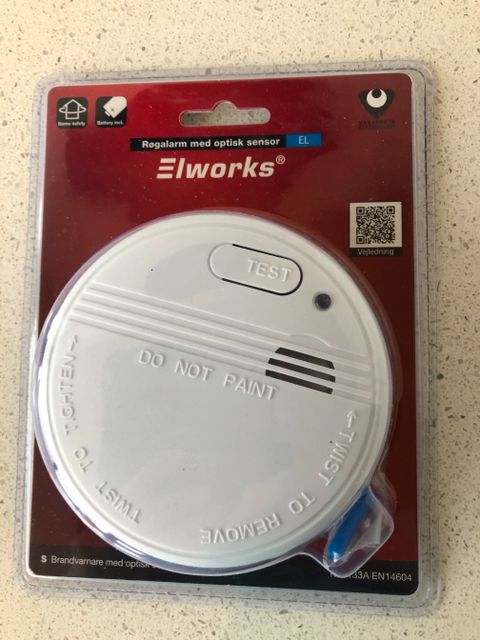 Home safety
Battery incl.
Røgalarm med optisk sensor EL
Elworks®
Vejledning
TEST
DO NOT PAINT
TWIST TO TIGHTEN →
← TWIST TO REMOVE
S Brandvarnare med optisk
33A EN14604